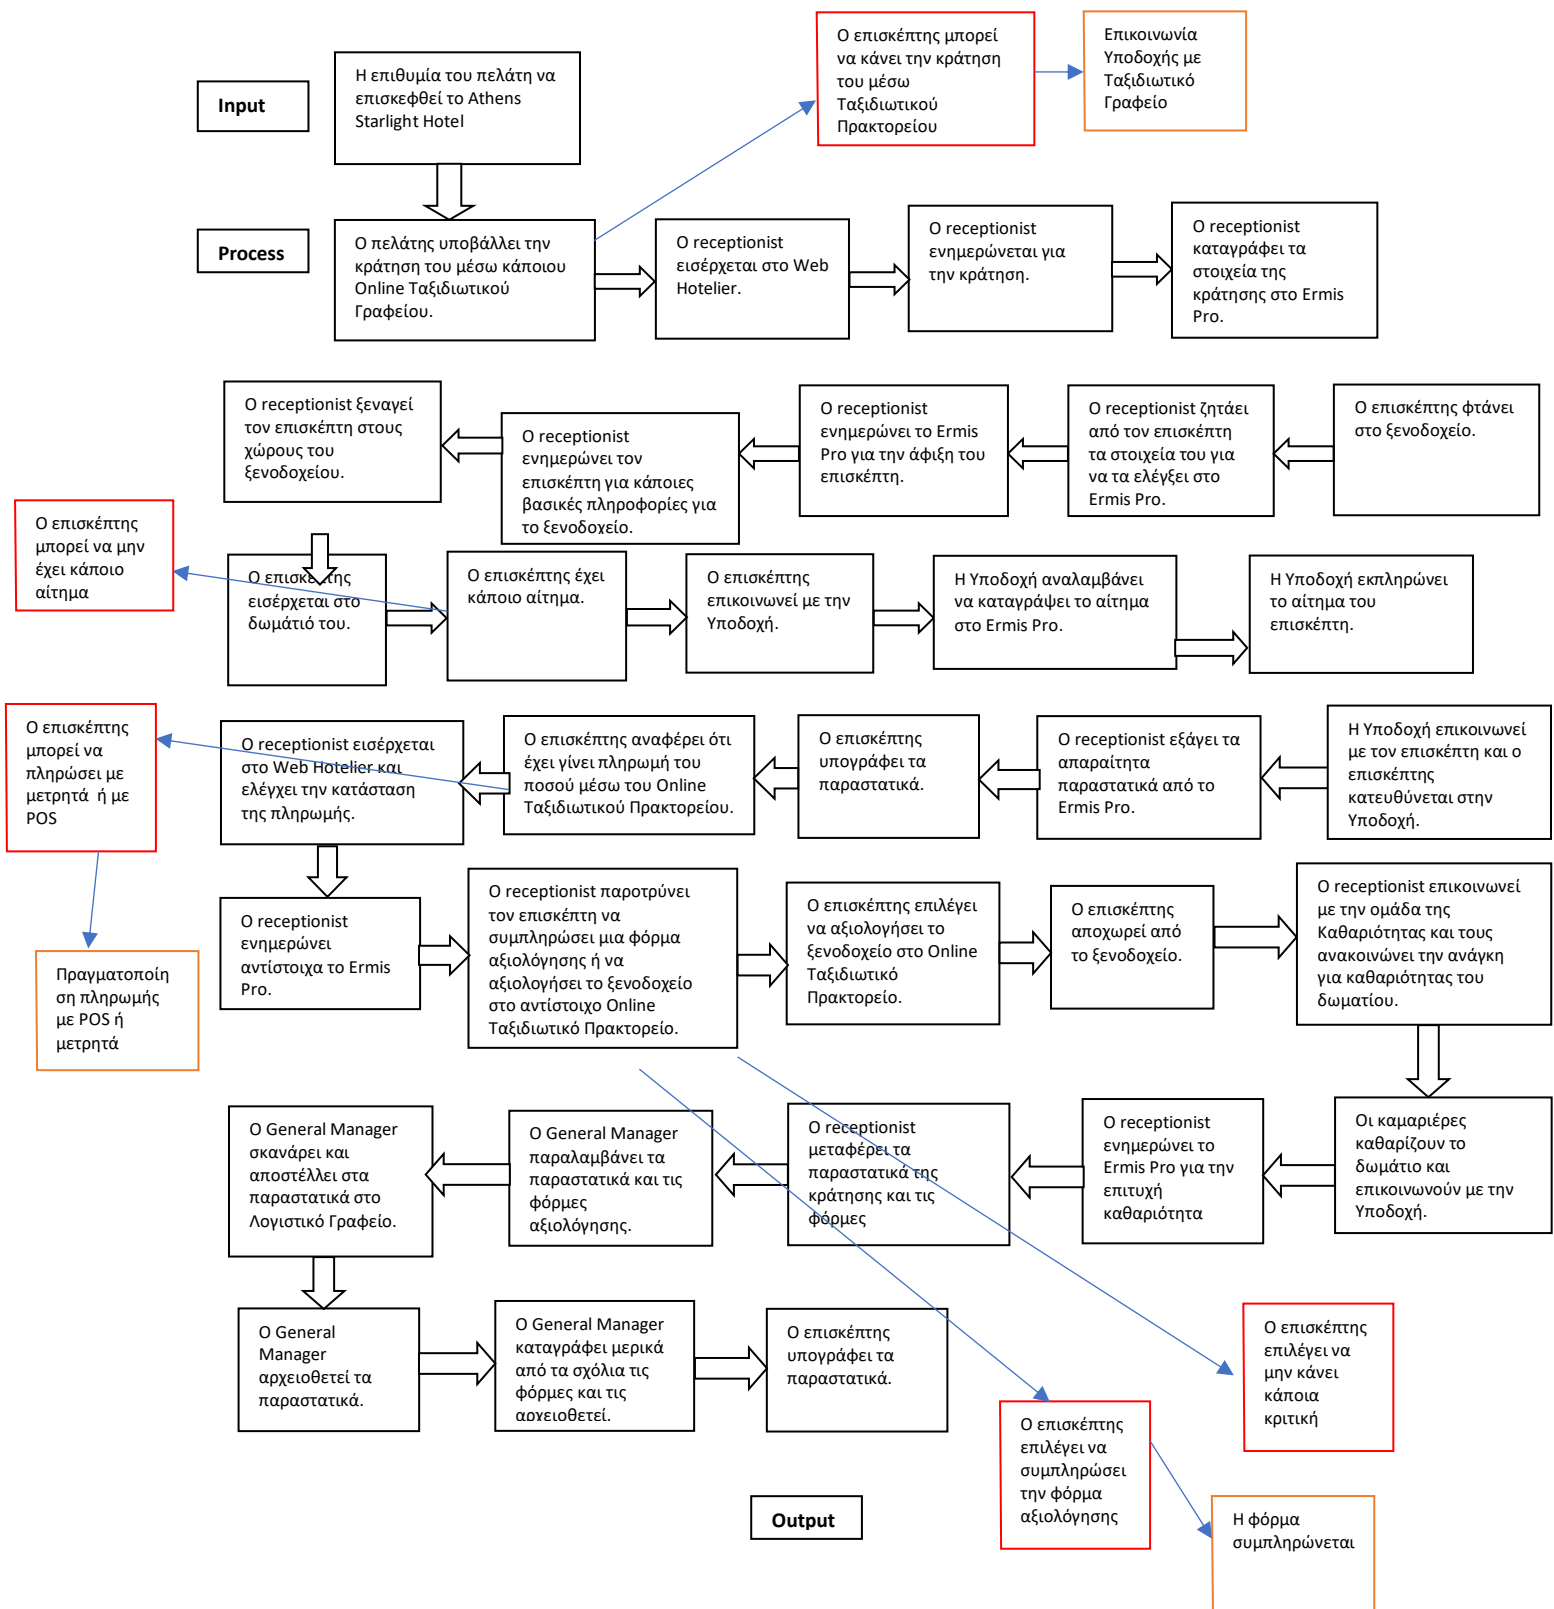 Input
Η επιθυμία του πελάτη να
επισκεφθεί το Athens
Starlight Hotel
Ο επισκέπτης μπορεί
να κάνει την κράτηση
του μέσω
Ταξιδιωτικού
Πρακτορείου
Επικοινωνία
Υποδοχής με
Ταξιδιωτικό
Γραφείο
Process
Ο πελάτης υποβάλλει την
κράτηση του μέσω κάποιου
Online Ταξιδιωτικού
Γραφείου.
Ο receptionist
εισέρχεται στο Web
Hotelier.
Ο receptionist
ενημερώνεται για
την κράτηση.
Ο receptionist
καταγράφει τα
στοιχεία της
κράτησης στο Ermis
Pro.
Ο receptionist ξεναγεί
τον επισκέπτη στους
χώρους του
ξενοδοχείου.
Ο receptionist
ενημερώνει τον
επισκέπτη για κάποιες
βασικές πληροφορίες για
το ξενοδοχείο.
Ο receptionist
ενημερώνει το Ermis
Pro για την άφιξη του
επισκέπτη.
Ο receptionist ζητάει
από τον επισκέπτη
τα στοιχεία του για
να τα ελέγξει στο
Ermis Pro.
Ο επισκέπτης φτάνει
στο ξενοδοχείο.
Ο επισκέπτης
μπορεί να μην
έχει κάποιο
αίτημα
Ο επισκέπτης
εισέρχεται στο
δωμάτιό του.
Ο επισκέπτης έχει
κάποιο αίτημα.
Ο επισκέπτης
επικοινωνεί με την
Υποδοχή.
Η Υποδοχή αναλαμβάνει
να καταγράψει το αίτημα
στο Ermis Pro.
Η Υποδοχή εκπληρώνει
το αίτημα του
επισκέπτη.
Ο επισκέπτης
μπορεί να
πληρώσει με
μετρητά ή με
POS
Ο receptionist εισέρχεται
στο Web Hotelier και
ελέγχει την κατάσταση
της πληρωμής.
Ο επισκέπτης αναφέρει ότι
έχει γίνει πληρωμή του
ποσού μέσω του Online
Ταξιδιωτικού Πρακτορείου.
Ο επισκέπτης
υπογράφει τα
παραστατικά.
Ο receptionist εξάγει τα
απαραίτητα
παραστατικά από το
Ermis Pro.
Η Υποδοχή επικοινωνεί
με τον επισκέπτη και ο
επισκέπτης
κατευθύνεται στην
Υποδοχή.
Πραγματοποίη
ση πληρωμής
με POS ή
μετρητά
Ο receptionist
ενημερώνει
αντίστοιχα το Ermis
Pro.
Ο receptionist παροτρύνει
τον επισκέπτη να
συμπληρώσει μια φόρμα
αξιολόγησης ή να
αξιολογήσει το ξενοδοχείο
στο αντίστοιχο Online
Ταξιδιωτικό Πρακτορείο.
Ο επισκέπτης επιλέγει
να αξιολογήσει το
ξενοδοχείο στο Online
Ταξιδιωτικό
Πρακτορείο.
Ο επισκέπτης
αποχωρεί από
το ξενοδοχείο.
Ο receptionist επικοινωνεί
με την ομάδα της
Καθαριότητας και τους
ανακοινώνει την ανάγκη
για καθαριότητας του
δωματίου.
Ο General Manager
σκανάρει και
αποστέλλει στα
παραστατικά στο
Λογιστικό Γραφείο.
Ο General Manager
παραλαμβάνει τα
παραστατικά και τις
φόρμες
αξιολόγησης.
Ο receptionist
μεταφέρει τα
παραστατικά της
κράτησης και τις
φόρμες
Ο receptionist
ενημερώνει το
Ermis Pro για την
επιτυχή
καθαριότητα
Οι καμαριέρες
καθαρίζουν το
δωμάτιο και
επικοινωνούν με την
Υποδοχή.
Ο General
Manager
αρχειοθετεί τα
παραστατικά.
Ο General Manager
καταγράφει μερικά
από τα σχόλια τις
φόρμες και τις
αρχειοθετεί.
Ο επισκέπτης
υπογράφει τα
παραστατικά.
Ο επισκέπτης
επιλέγει να
μην κάνει
κάποια
κριτική
Ο επισκέπτης
επιλέγει να
συμπληρώσει
την φόρμα
αξιολόγησης
Output
Η φόρμα
συμπληρώνεται